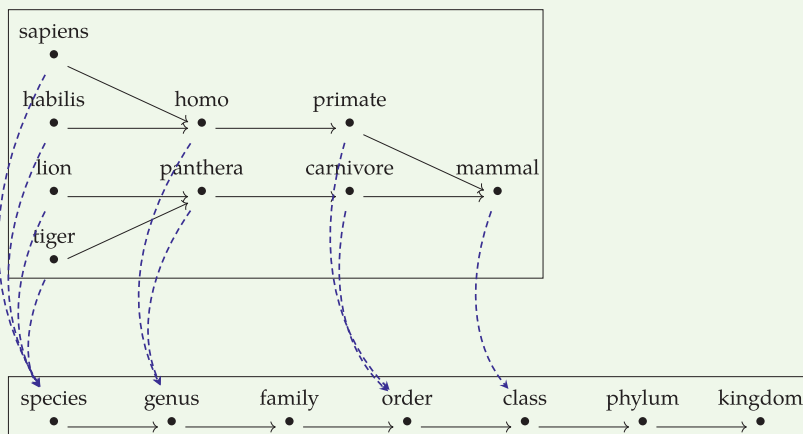 sapiens
habilis homo primate
lion panthera carnivore mammal
tiger
species genus family order class phylum kingdom